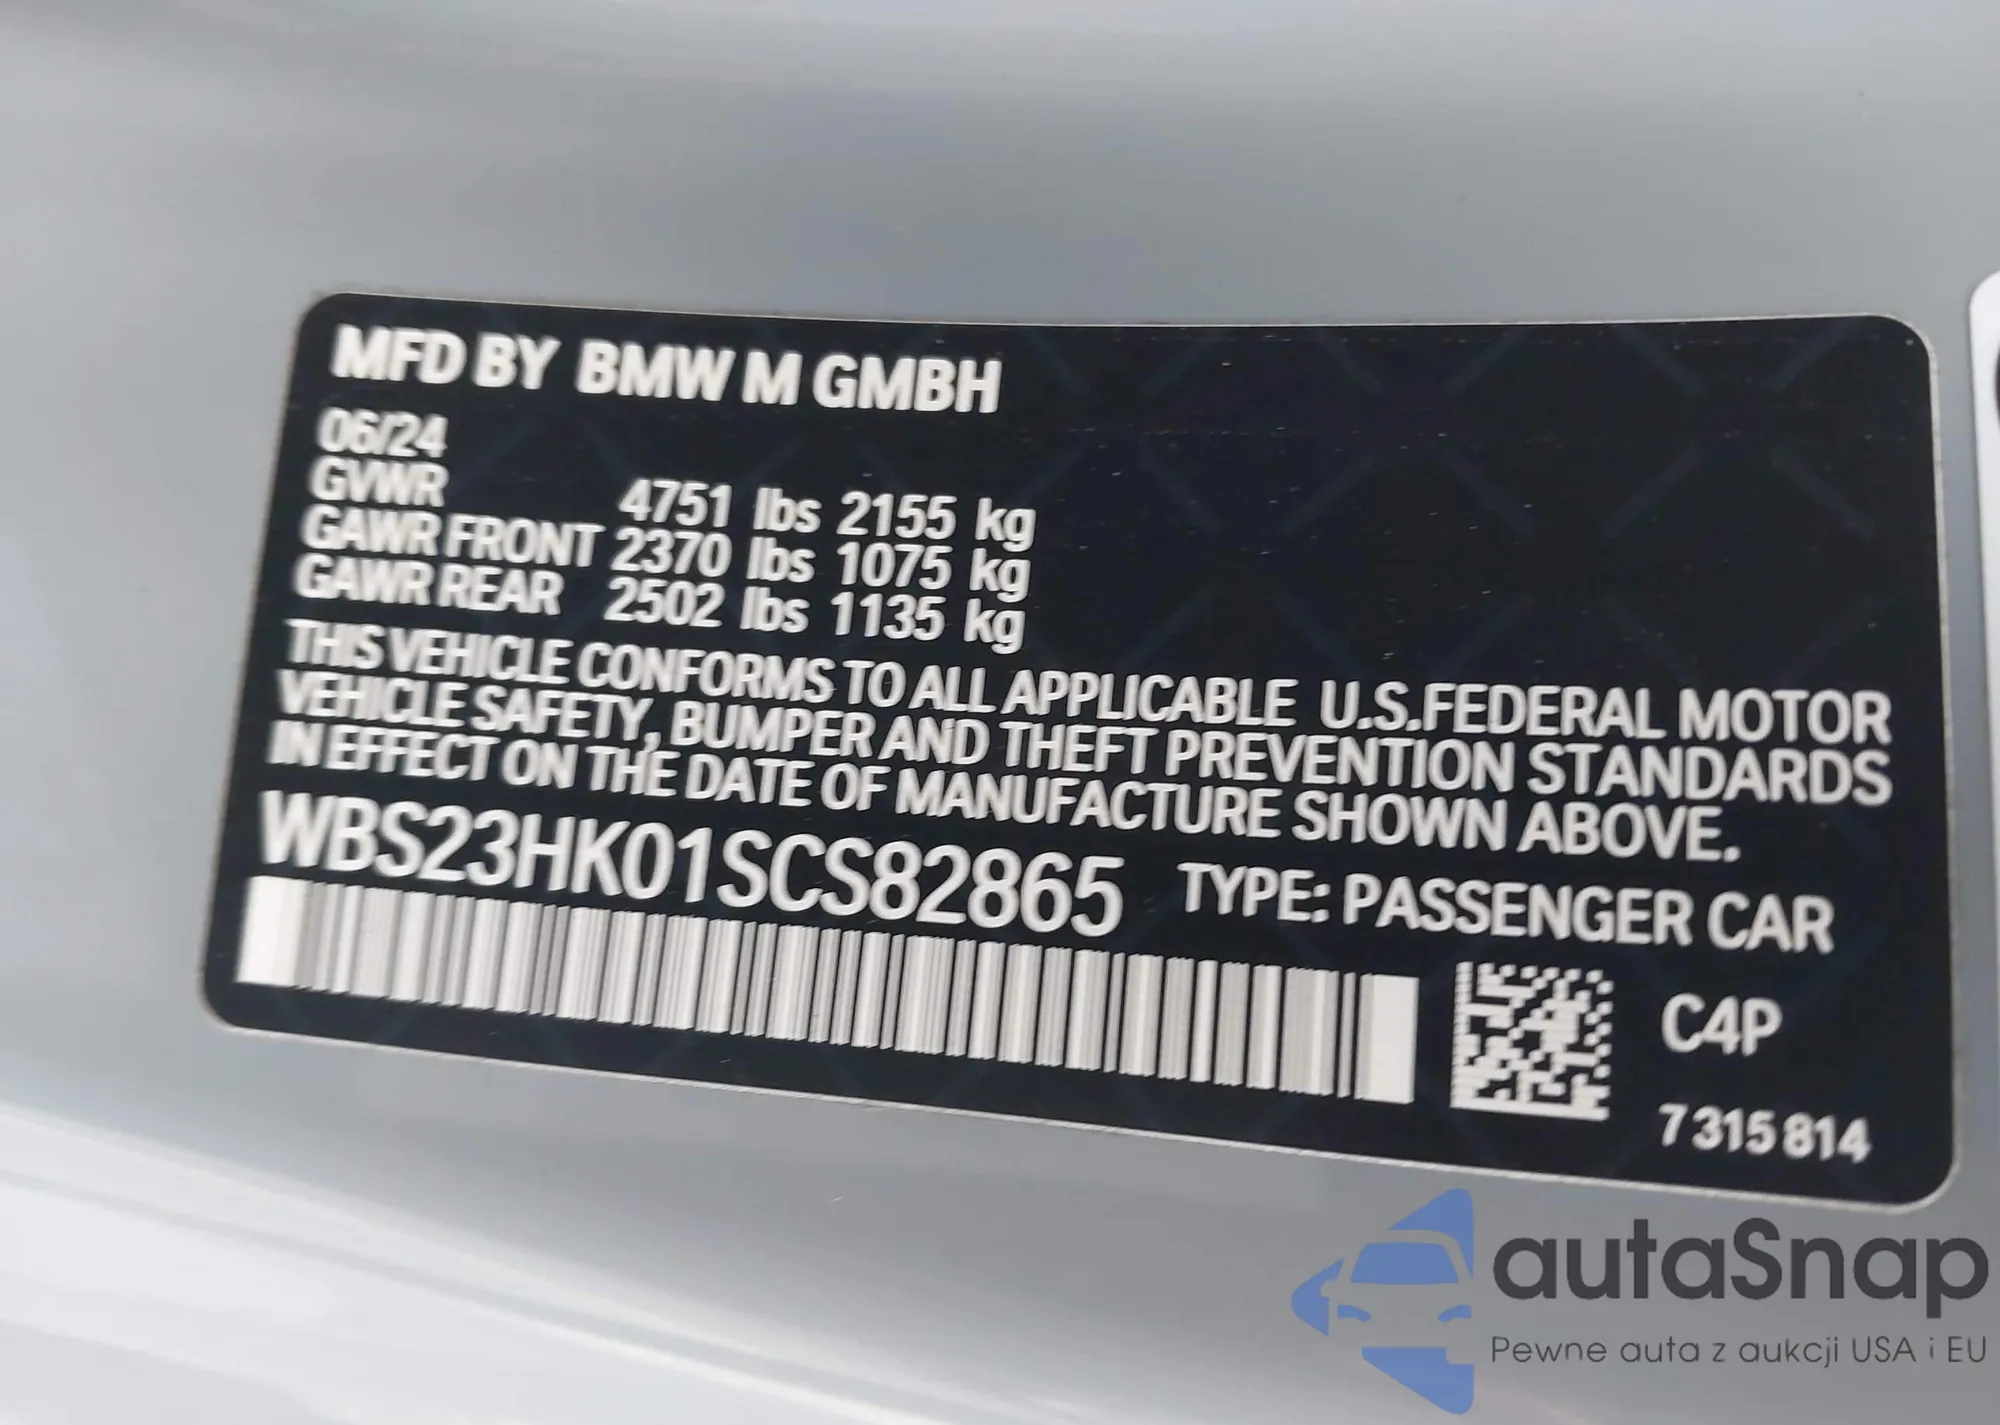 MFD BY BMW M GMBH
06/24
GVWR 4751 lbs 2155 kg
GAWR FRONT 2370 lbs 1075 kg
GAWR REAR 2502 lbs 1135 kg
THIS VEHICLE CONFORMS TO ALL APPLICABLE U.S.FEDERAL MOTOR
VEHICLE SAFETY, BUMPER AND THEFT PREVENTION STANDARDS
IN EFFECT ON THE DATE OF MANUFACTURE SHOWN ABOVE.
WBS23HK01SCS82865 TYPE: PASSENGER CAR
C4P
7 315 814
autaSnap
Pewne auta z aukcji USA i EU